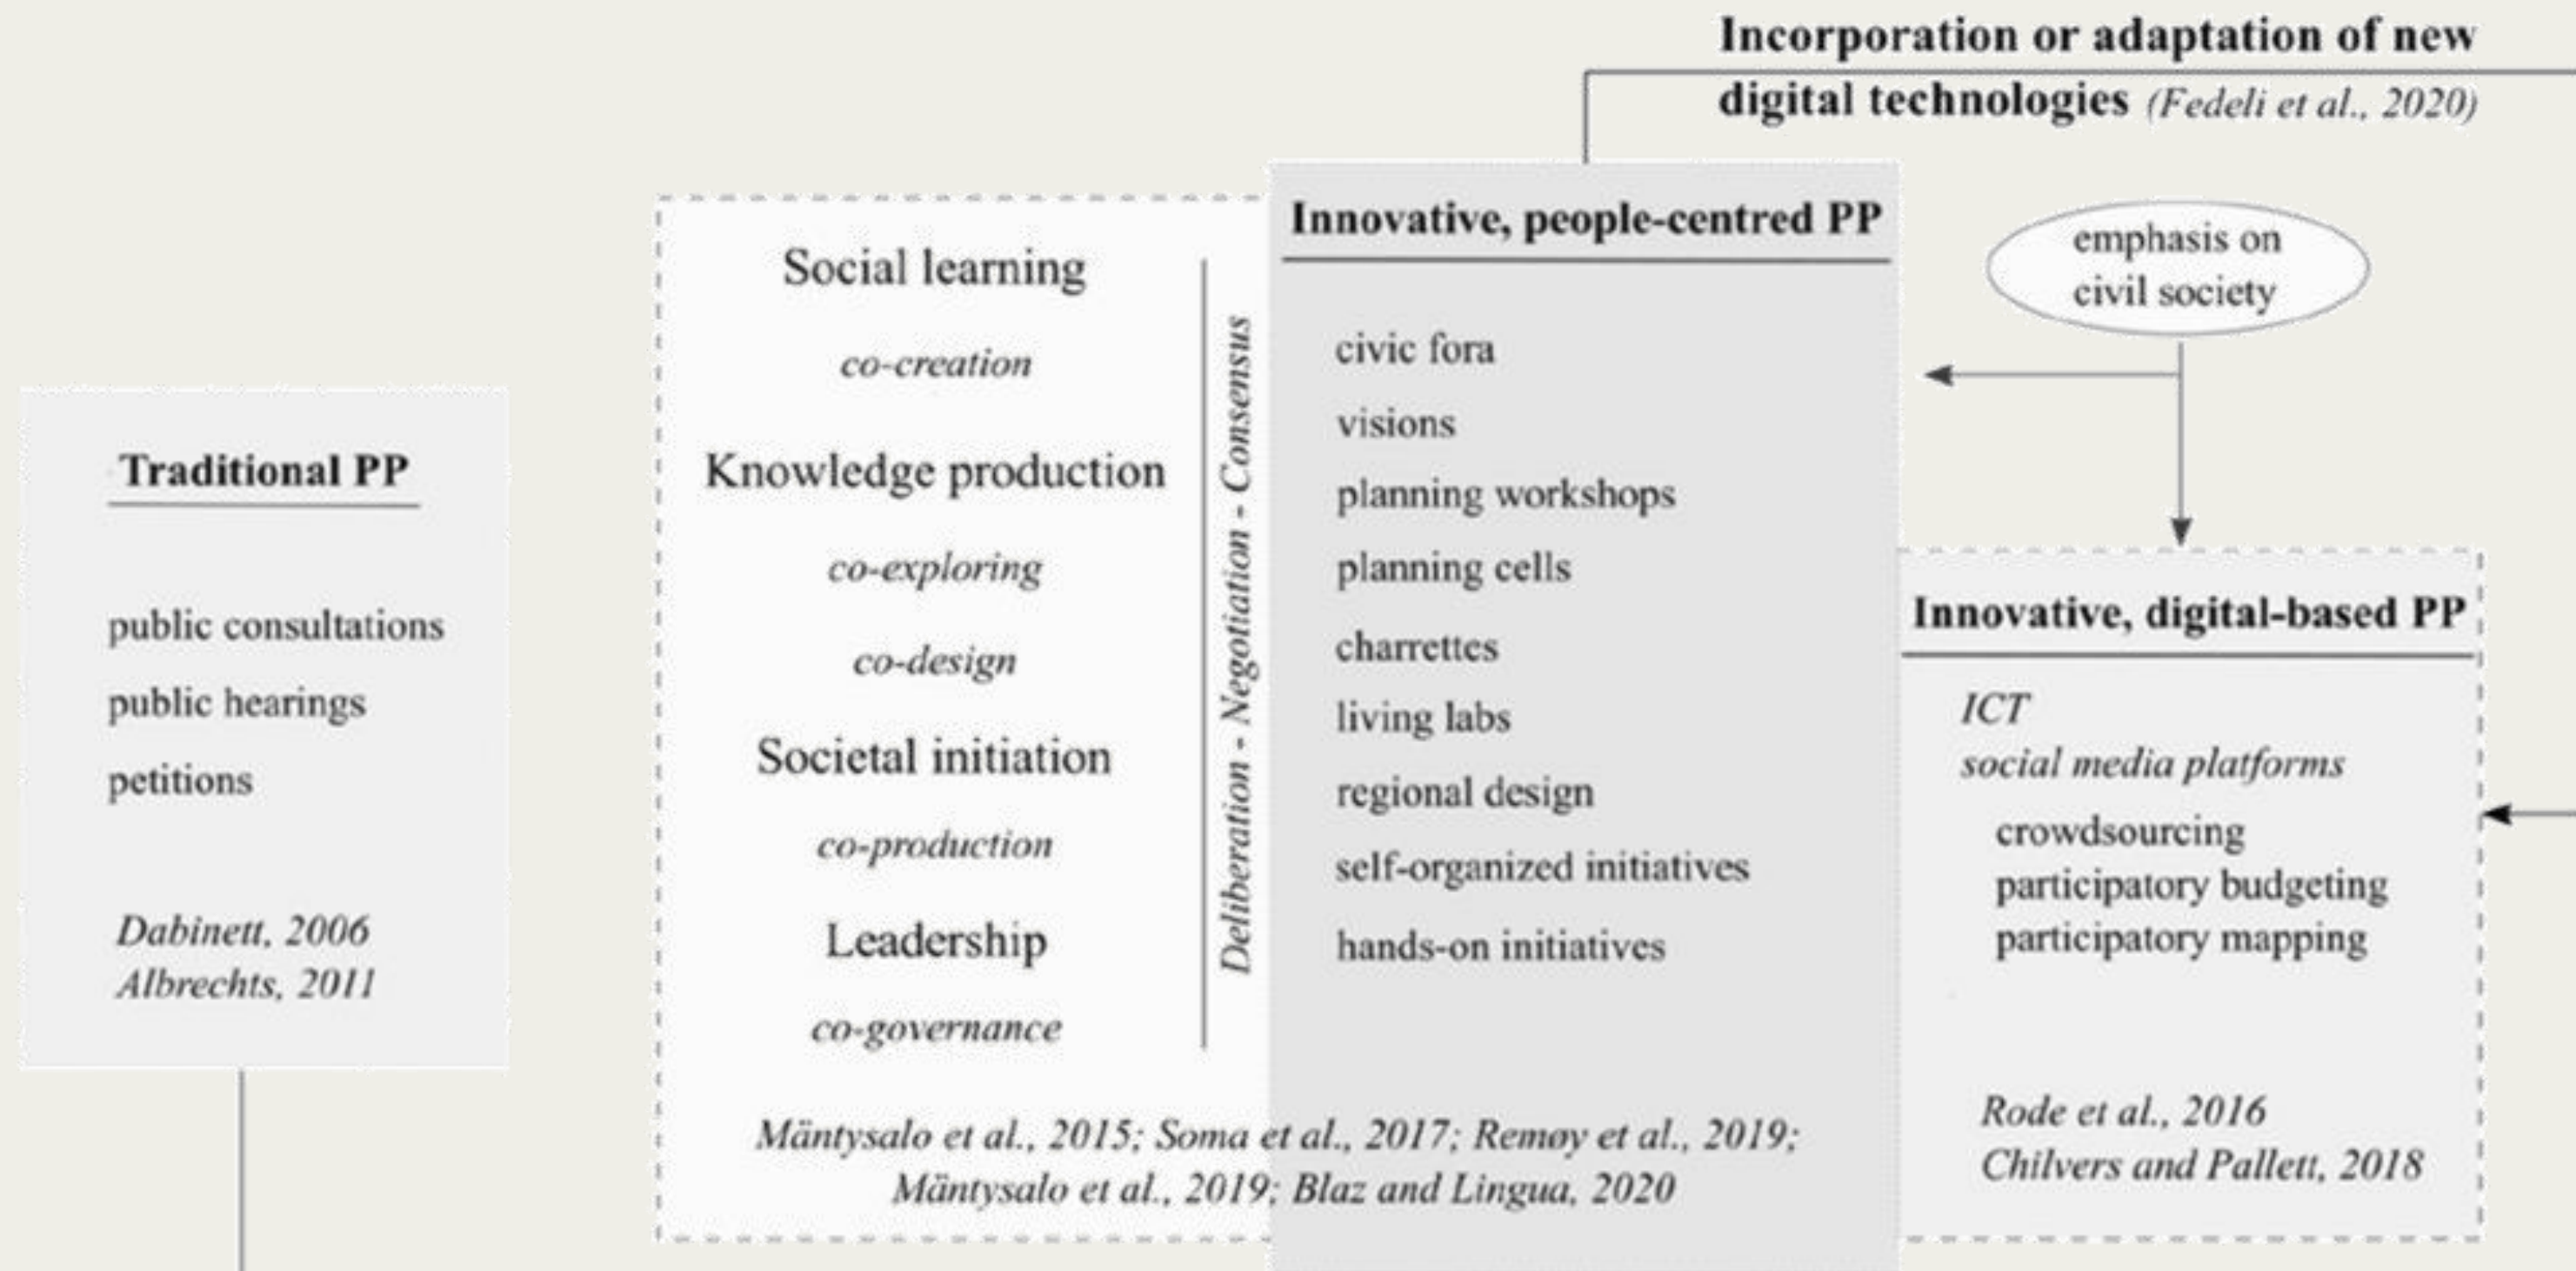 Incorporation or adaptation of new
digital technologies (Fedeli et al., 2020)
Traditional PP
public consultations
public hearings
petitions
Dabinett, 2006
Albrechts, 2011
Social learning
co-creation
Knowledge production
co-exploring
co-design
Societal initiation
co-production
Leadership
co-governance
Deliberation - Negotiation - Consensus
Innovative, people-centred PP
civic fora
visions
planning workshops
planning cells
charrettes
living labs
regional design
self-organized initiatives
hands-on initiatives
Mäntysalo et al., 2015; Soma et al., 2017; Remøy et al., 2019;
Mäntysalo et al., 2019; Blaz and Lingua, 2020
emphasis on
civil society
Innovative, digital-based PP
ICT
social media platforms
crowdsourcing
participatory budgeting
participatory mapping
Rode et al., 2016
Chilvers and Pallett, 2018